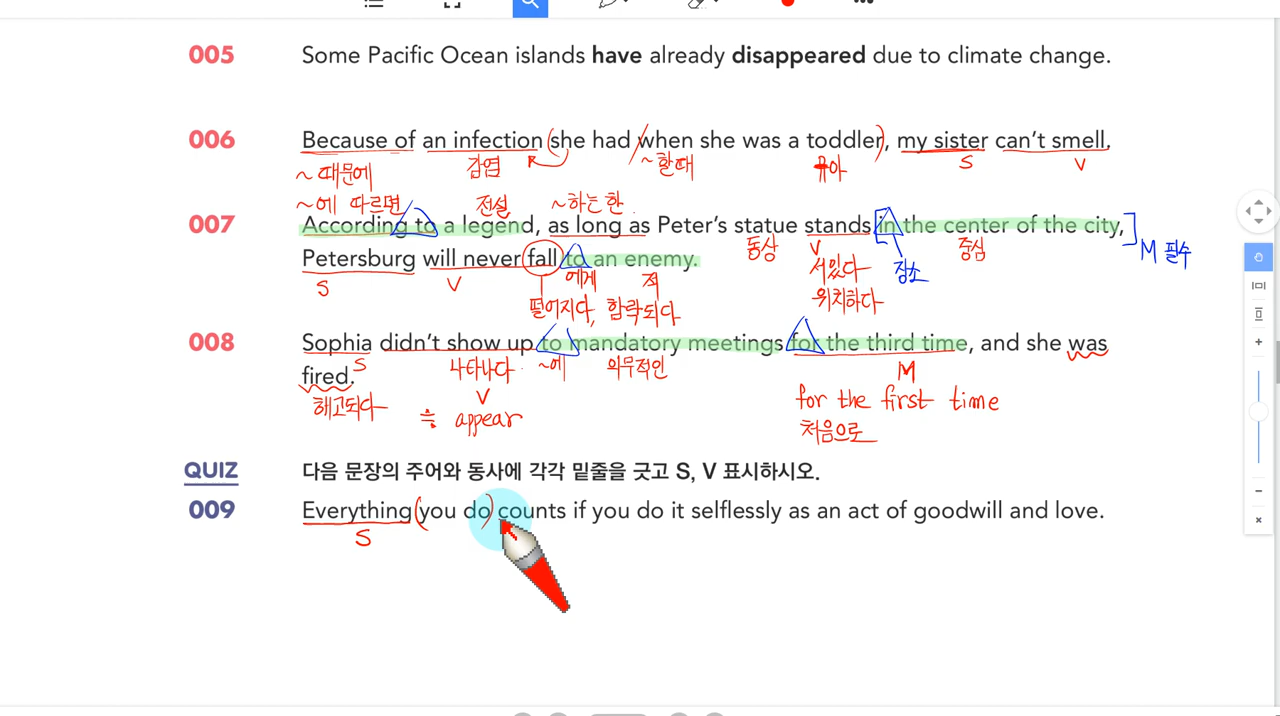 005 Some Pacific Ocean islands have already disappeared due to climate change.
006 Because of an infection (she had / when she was a toddler), my sister can't smell.
~때문에 감염 ~할때 유아 S V
~에 따르면 전설 ~하는한
007 According to a legend, as long as Peter's statue stands [in the center of the city,]
동상 V 중심 M 필수
서있다 장소
위치하다
Petersburg will never fall to an enemy.
S V 에게 적
떨어지다, 함락되다
008 Sophia didn't show up to mandatory meetings for the third time, and she was
S 나타나다 ~에 의무적인 M
fired.
해고되다 V
≒ appear
for the first time
처음으로
QUIZ 다음 문장의 주어와 동사에 각각 밑줄을 긋고 S, V 표시하시오.
009 Everything (you do) counts if you do it selflessly as an act of goodwill and love.
S